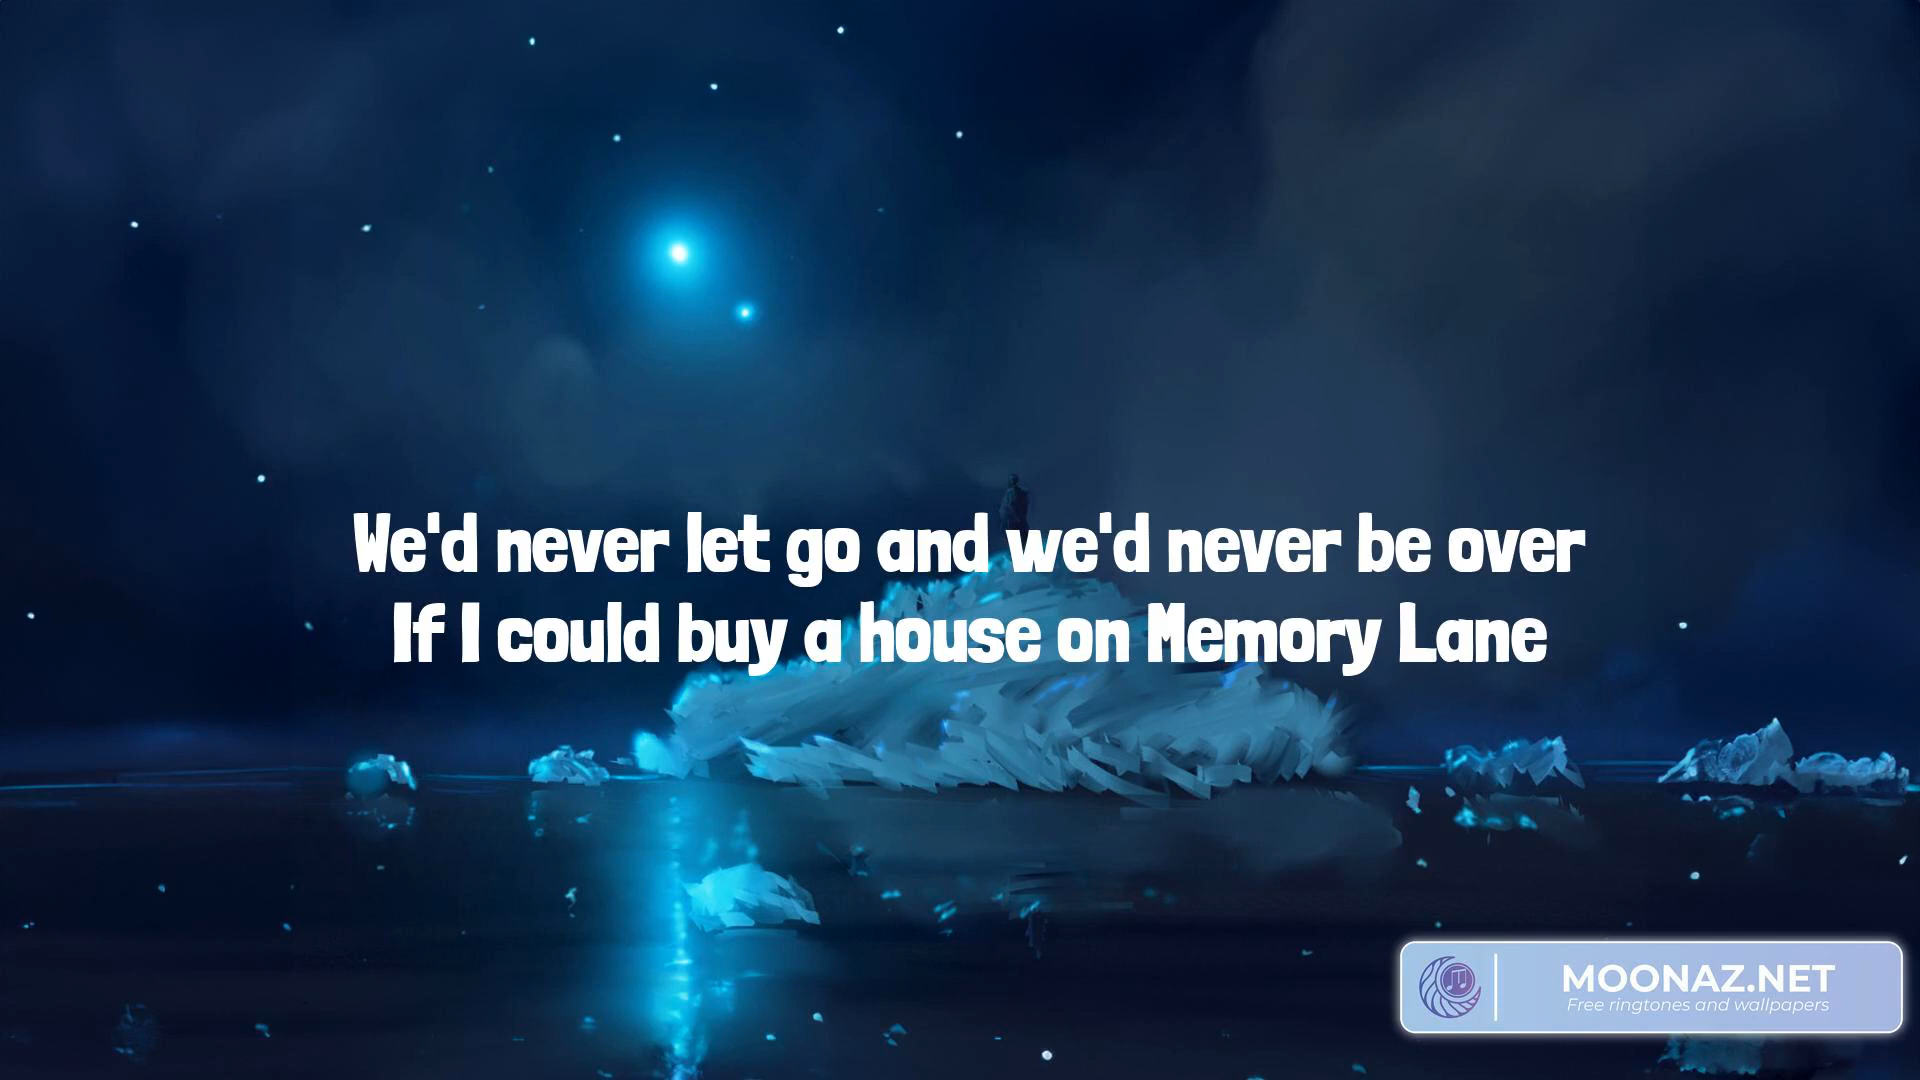 We'd never let go and we'd never be over
If I could buy a house on Memory Lane
MOONAZ.NET
Free ringtones and wallpapers